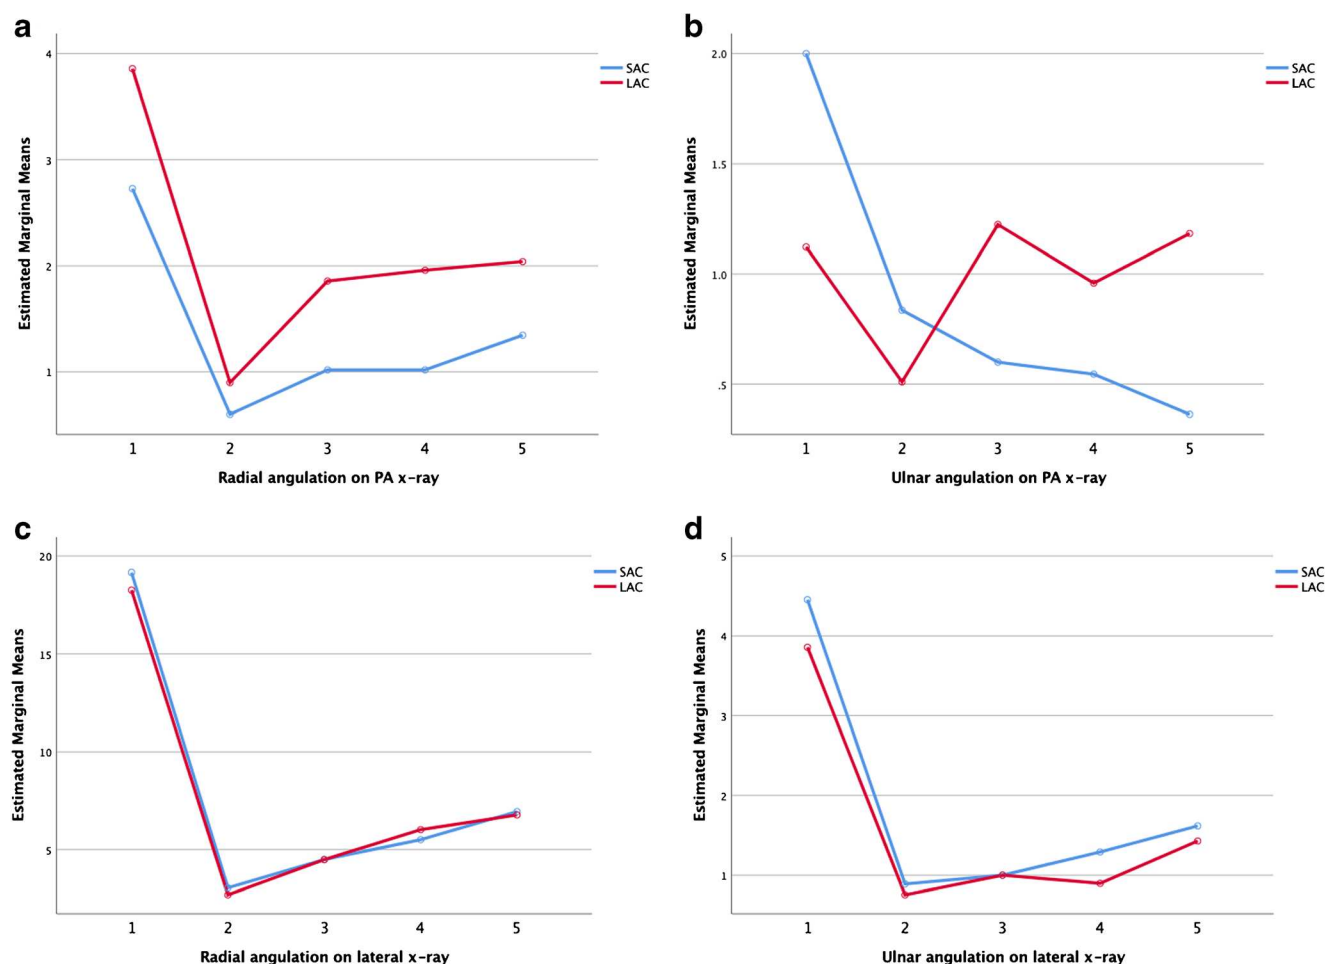 a
4
3
2
1
Estimated Marginal Means
1 2 3 4 5
Radial angulation on PA x-ray
SAC
LAC
b
2.0
1.5
1.0
.5
Estimated Marginal Means
1 2 3 4 5
Ulnar angulation on PA x-ray
SAC
LAC
c
20
15
10
5
Estimated Marginal Means
1 2 3 4 5
Radial angulation on lateral x-ray
SAC
LAC
d
5
4
3
2
1
Estimated Marginal Means
1 2 3 4 5
Ulnar angulation on lateral x-ray
SAC
LAC